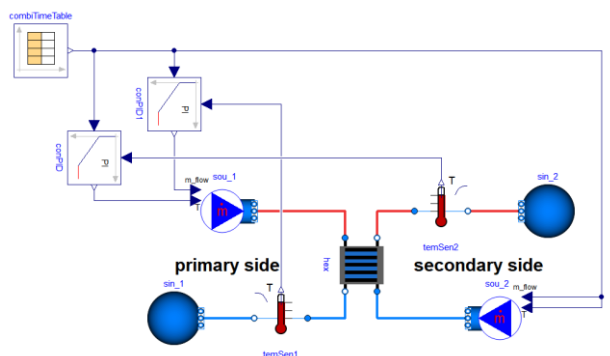 combiTimeTable
conPID1
PI
conPID
PI
m_flow
sou_1
T
T
ṁ
sin_2
temSen2
primary side
hex
secondary side
sou_2
m_flow
sin_1
T
T
ṁ
temSen1